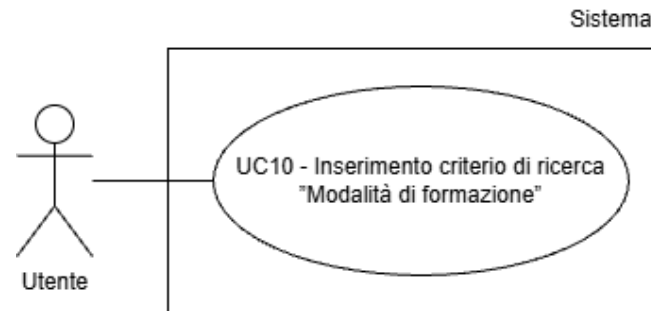 Sistema
UC10 - Inserimento criterio di ricerca
"Modalità di formazione"
Utente